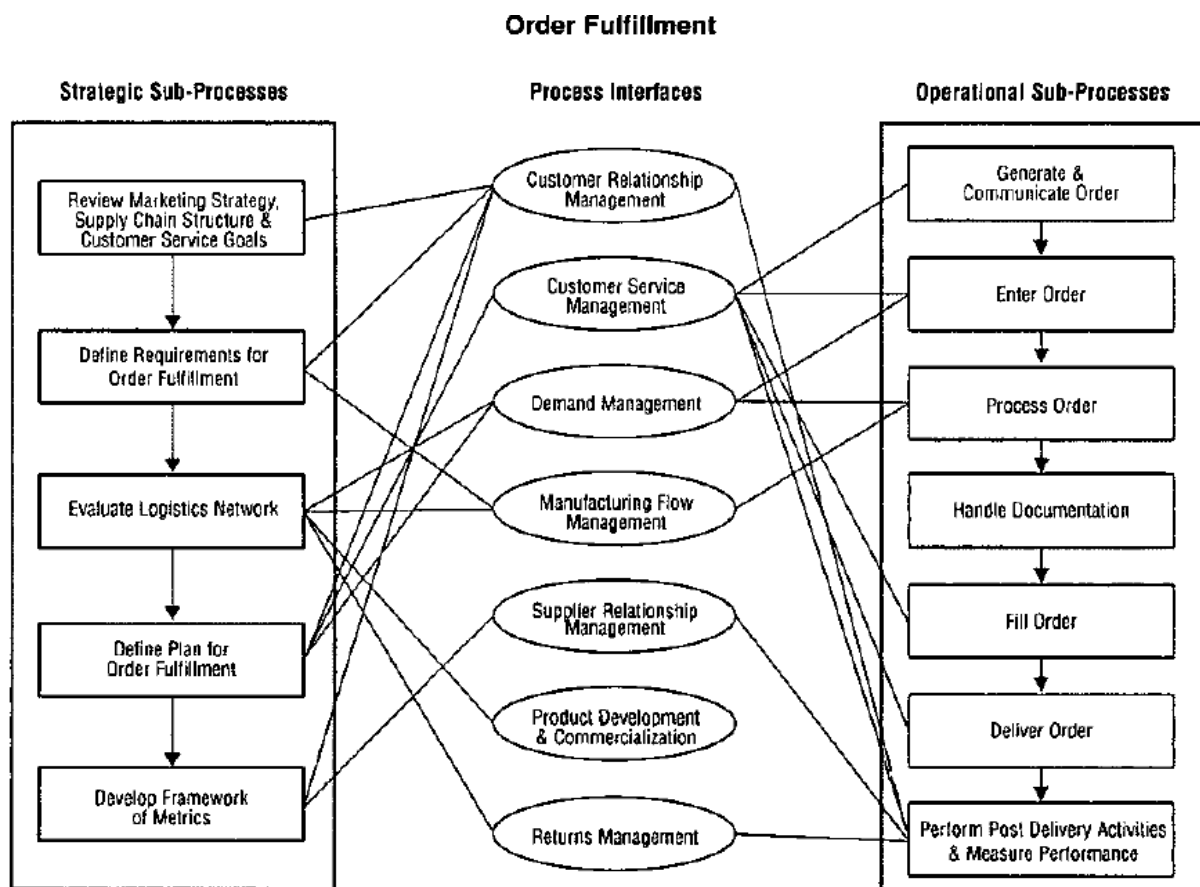 Order Fulfillment
Strategic Sub-Processes
Process Interfaces
Operational Sub-Processes
Review Marketing Strategy,
Supply Chain Structure &
Customer Service Goals
Define Requirements for
Order Fulfillment
Evaluate Logistics Network
Define Plan for
Order Fulfillment
Develop Framework
of Metrics
Customer Relationship
Management
Customer Service
Management
Demand Management
Manufacturing Flow
Management
Supplier Relationship
Management
Product Development
& Commercialization
Returns Management
Generate &
Communicate Order
Enter Order
Process Order
Handle Documentation
Fill Order
Deliver Order
Perform Post Delivery Activities
& Measure Performance